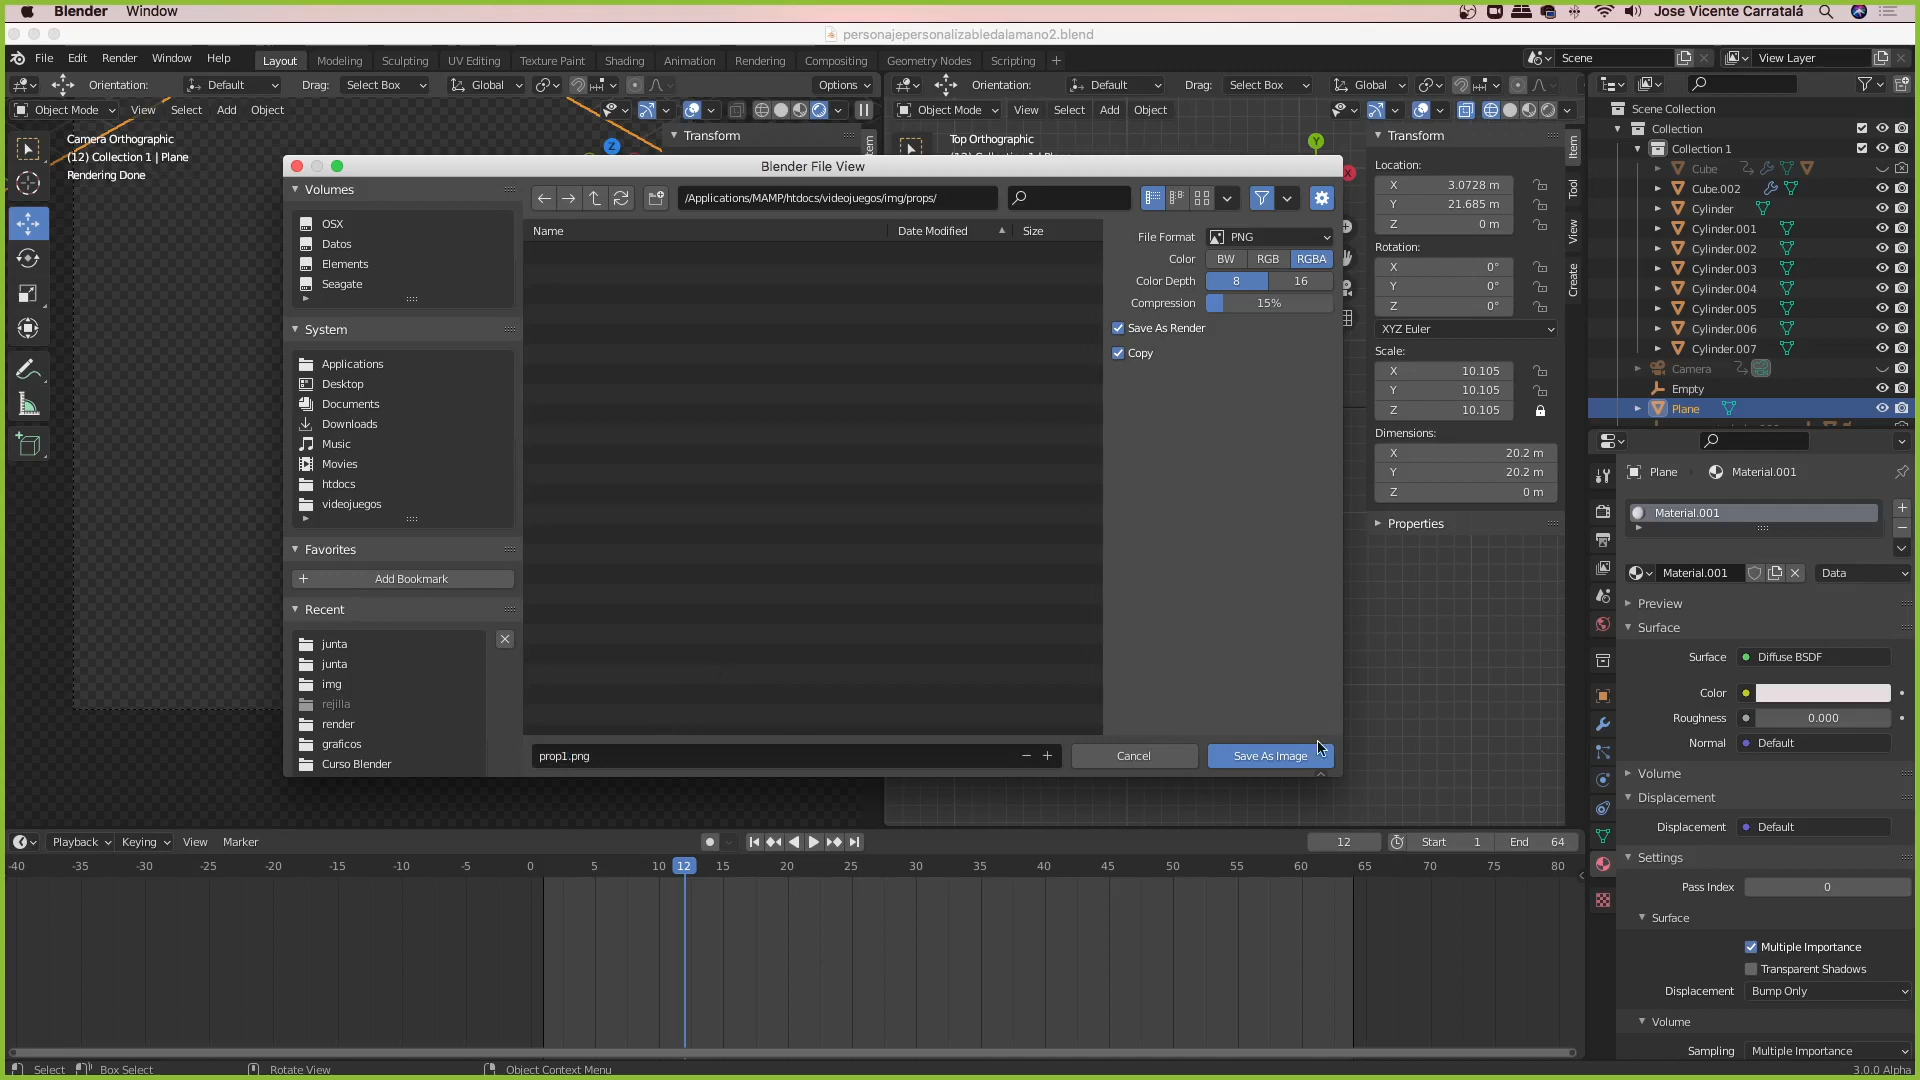 Blender Window Jose Vicente Carratalá
personajepersonalizabledalamano2.blend
File Edit Render Window Help Layout Modeling Sculpting UV Editing Texture Paint Shading Animation Rendering Compositing Geometry Nodes Scripting + Scene View Layer
Orientation: Default Drag: Select Box Global Options Orientation: Default Drag: Select Box Global
Object Mode View Select Add Object Object Mode View Select Add Object
Camera Orthographic
(12) Collection 1 | Plane
Rendering Done
Transform
Top Orthographic
Blender File View
Volumes
OSX
Datos
Elements
Seagate
System
Applications
Desktop
Documents
Downloads
Music
Movies
htdocs
videojuegos
Favorites
Add Bookmark
Recent
junta
junta
img
rejilla
render
graficos
Curso Blender
/Applications/MAMP/htdocs/videojuegos/img/props/
Name Date Modified Size
File Format PNG
Color BW RGB RGBA
Color Depth 8 16
Compression 15%
Save As Render
Copy
prop1.png
Cancel Save As Image
Transform
Location:
X 3.0728 m
Y 21.685 m
Z 0 m
Rotation:
X 0°
Y 0°
Z 0°
XYZ Euler
Scale:
X 10.105
Y 10.105
Z 10.105
Dimensions:
X 20.2 m
Y 20.2 m
Z 0 m
Properties
Item
Tool
View
Create
Scene Collection
Collection
Collection 1
Cube
Cube.002
Cylinder
Cylinder.001
Cylinder.002
Cylinder.003
Cylinder.004
Cylinder.005
Cylinder.006
Cylinder.007
Camera
Empty
Plane
Plane Material.001
Material.001
Material.001 Data
Preview
Surface
Surface Diffuse BSDF
Color
Roughness 0.000
Normal Default
Volume
Displacement
Displacement Default
Settings
Pass Index 0
Surface
Multiple Importance
Transparent Shadows
Displacement Bump Only
Volume
Sampling Multiple Importance
Playback Keying View Marker 12 Start 1 End 64
-40 -35 -30 -25 -20 -15 -10 -5 0 5 10 12 15 20 25 30 35 40 45 50 55 60 65 70 75 80
Select Box Select Rotate View Object Context Menu 3.0.0 Alpha